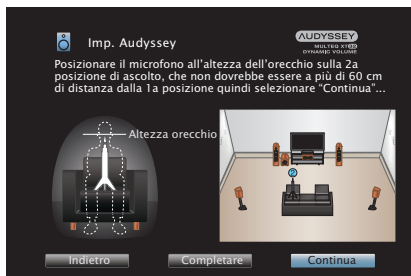 Imp. Audyssey
AUDYSSEY
MULTEQ XT32
DYNAMIC VOLUME
Posizionare il microfono all'altezza dell'orecchio sulla 2a
posizione di ascolto, che non dovrebbe essere a più di 60 cm
di distanza dalla 1a posizione quindi selezionare “Continua”...
Altezza orecchio
2
Indietro
Completare
Continua